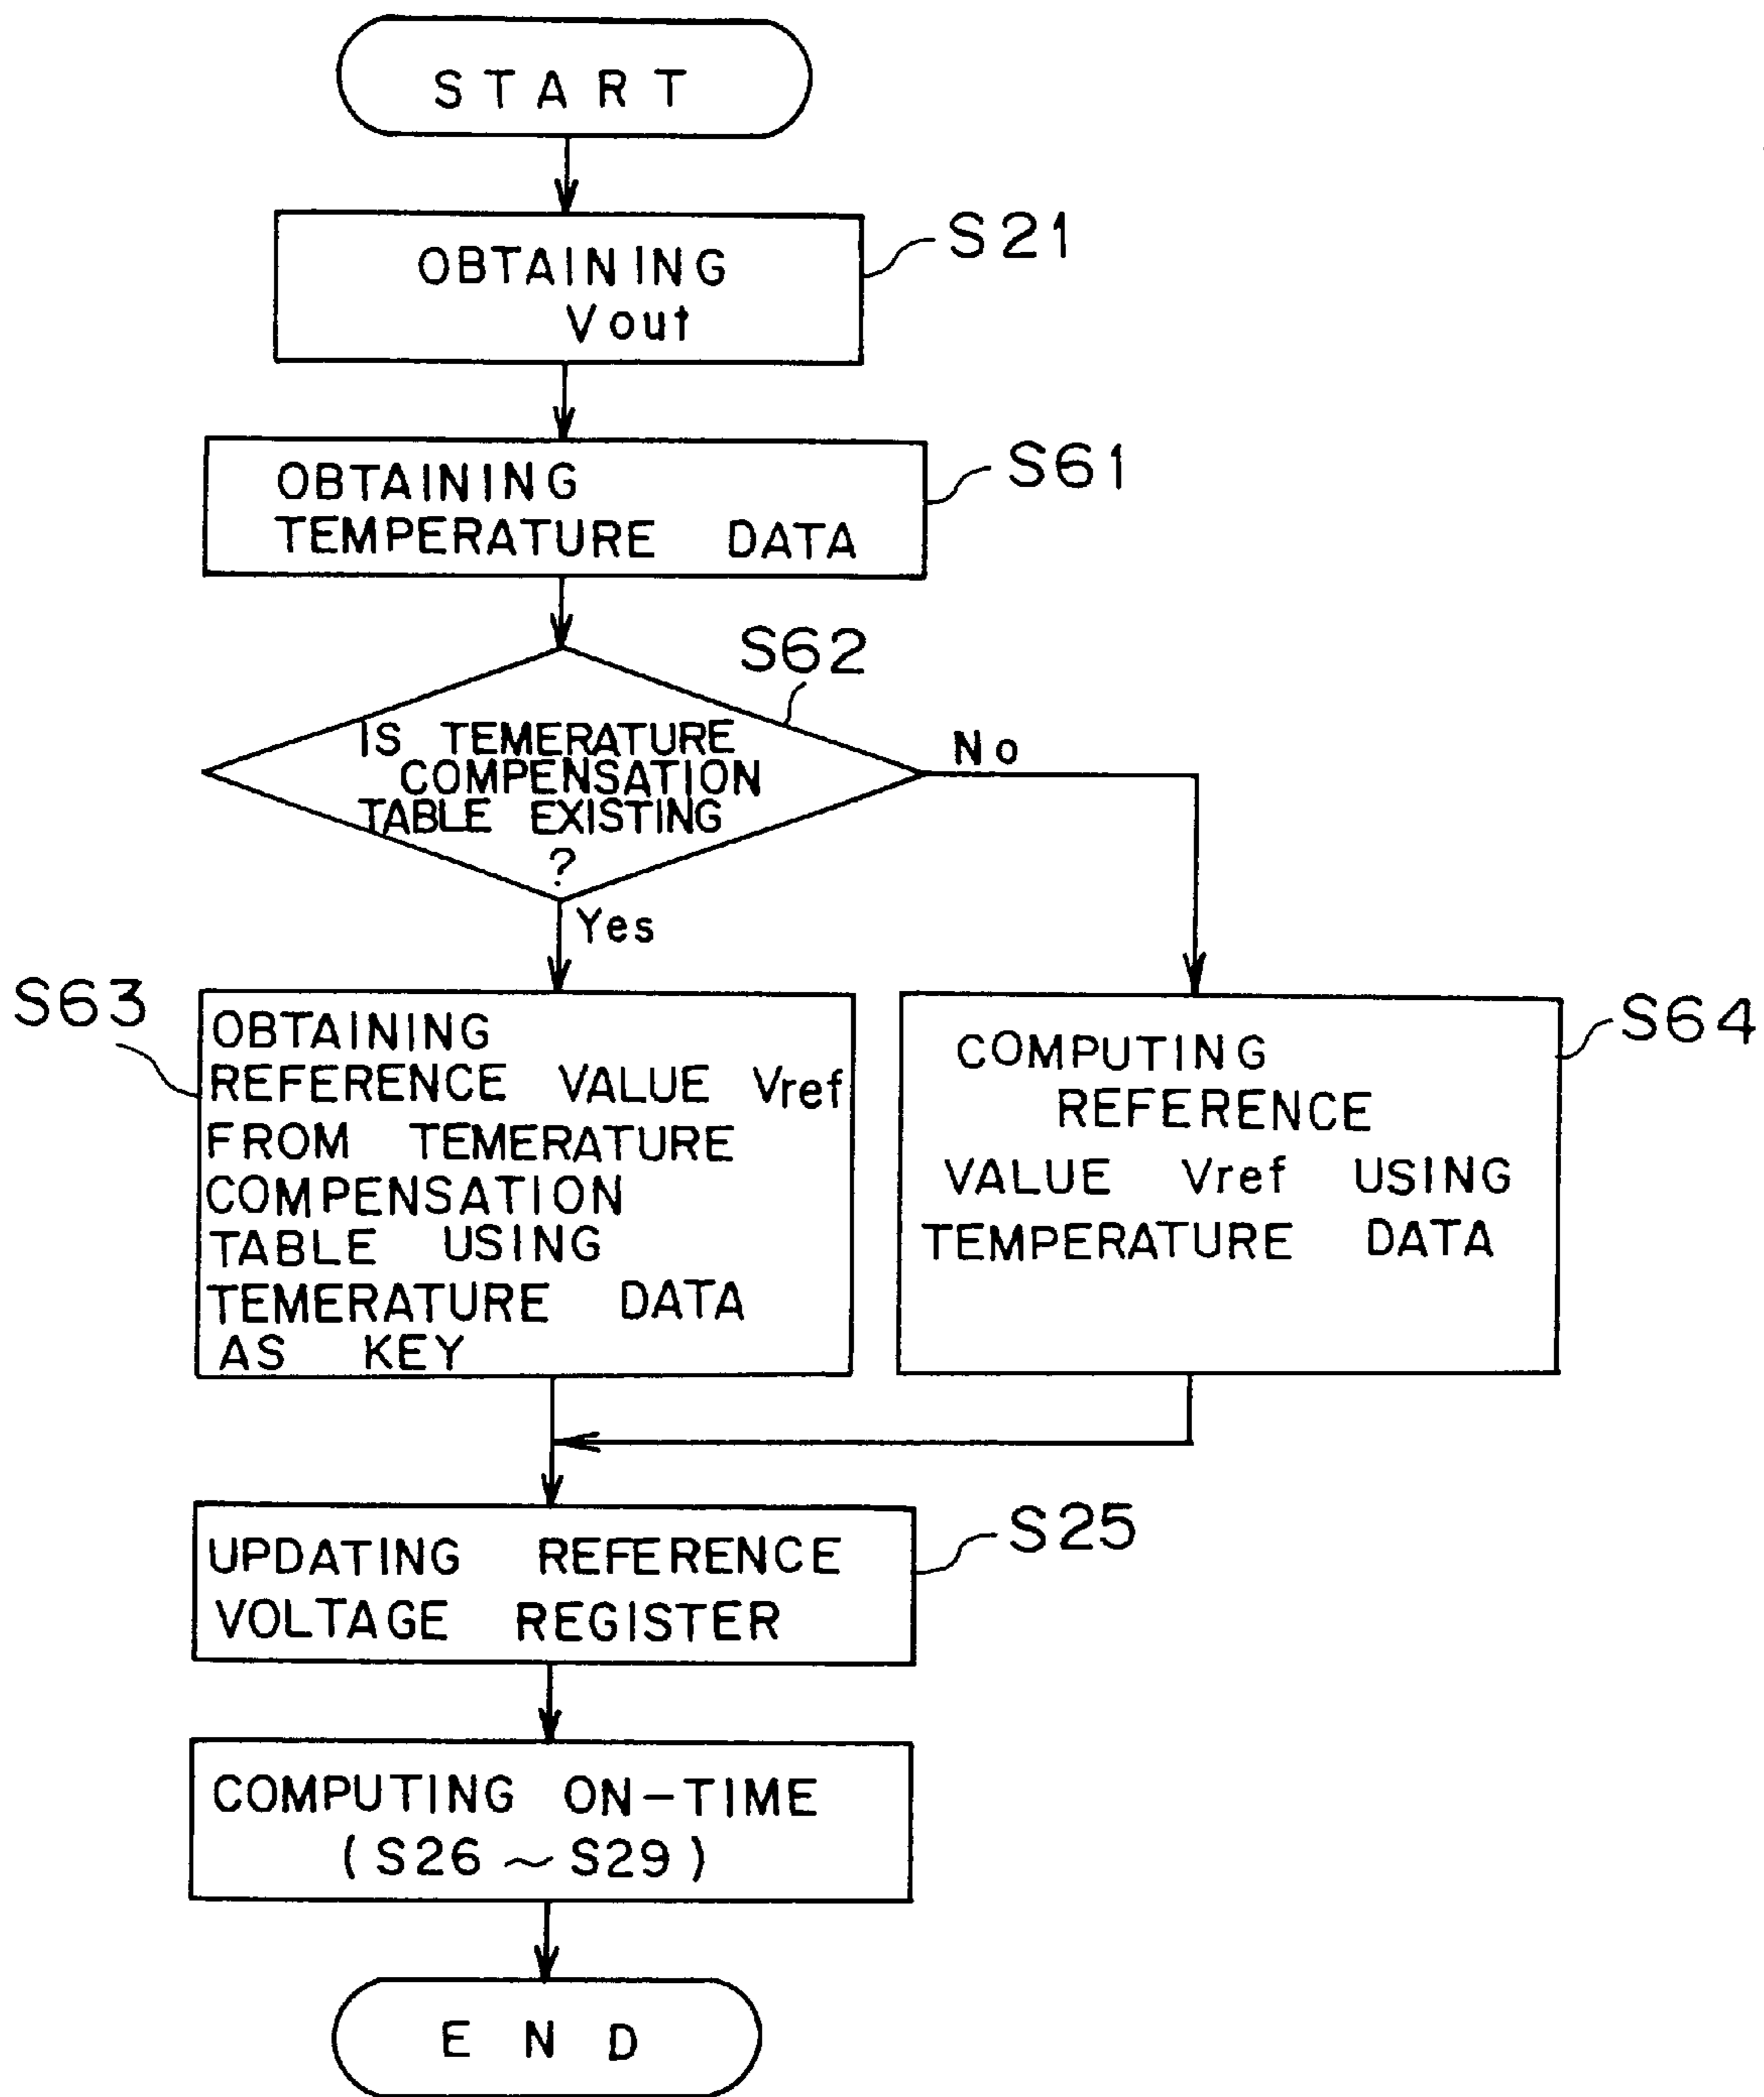 START
OBTAINING
Vout
S21
OBTAINING
TEMPERATURE DATA
S61
S62
IS TEMERATURE
COMPENSATION
TABLE EXISTING
?
No
Yes
S63
OBTAINING
REFERENCE VALUE Vref
FROM TEMERATURE
COMPENSATION
TABLE USING
TEMERATURE DATA
AS KEY
S64
COMPUTING
REFERENCE
VALUE Vref USING
TEMPERATURE DATA
UPDATING REFERENCE
VOLTAGE REGISTER
S25
COMPUTING ON-TIME
(S26~S29)
END